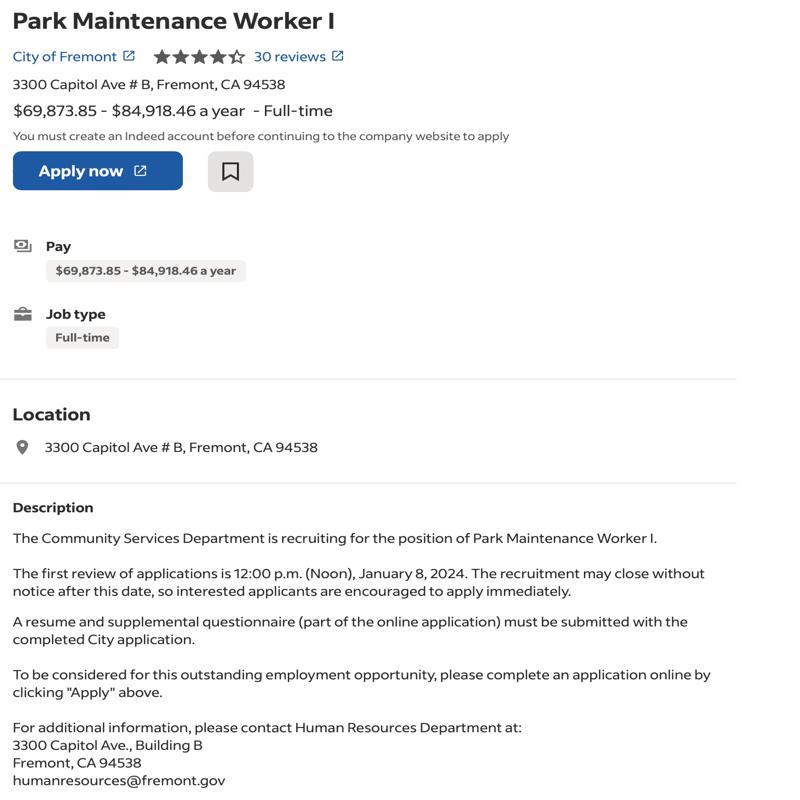 Park Maintenance Worker I
City of Fremont 30 reviews
3300 Capitol Ave # B, Fremont, CA 94538
$69,873.85 - $84,918.46 a year - Full-time
You must create an Indeed account before continuing to the company website to apply
Apply now
Pay
$69,873.85 - $84,918.46 a year
Job type
Full-time
Location
3300 Capitol Ave # B, Fremont, CA 94538
Description
The Community Services Department is recruiting for the position of Park Maintenance Worker I.
The first review of applications is 12:00 p.m. (Noon), January 8, 2024. The recruitment may close without
notice after this date, so interested applicants are encouraged to apply immediately.
A resume and supplemental questionnaire (part of the online application) must be submitted with the
completed City application.
To be considered for this outstanding employment opportunity, please complete an application online by
clicking "Apply" above.
For additional information, please contact Human Resources Department at:
3300 Capitol Ave., Building B
Fremont, CA 94538
humanresources@fremont.gov